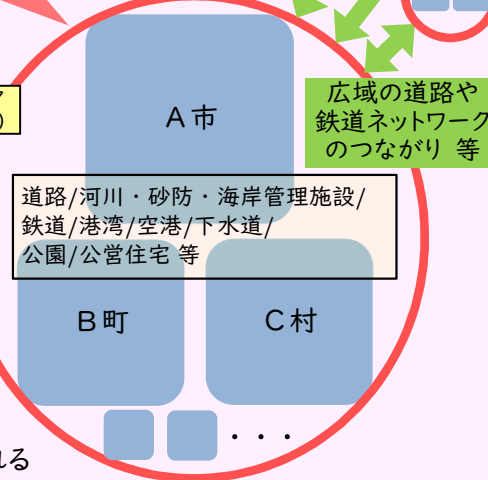 広域の道路や
鉄道ネットワーク
のつながり 等
A市
道路/河川・砂防・海岸管理施設/
鉄道/港湾/空港/下水道/
公園/公営住宅 等
B町
C村
・・・
れる